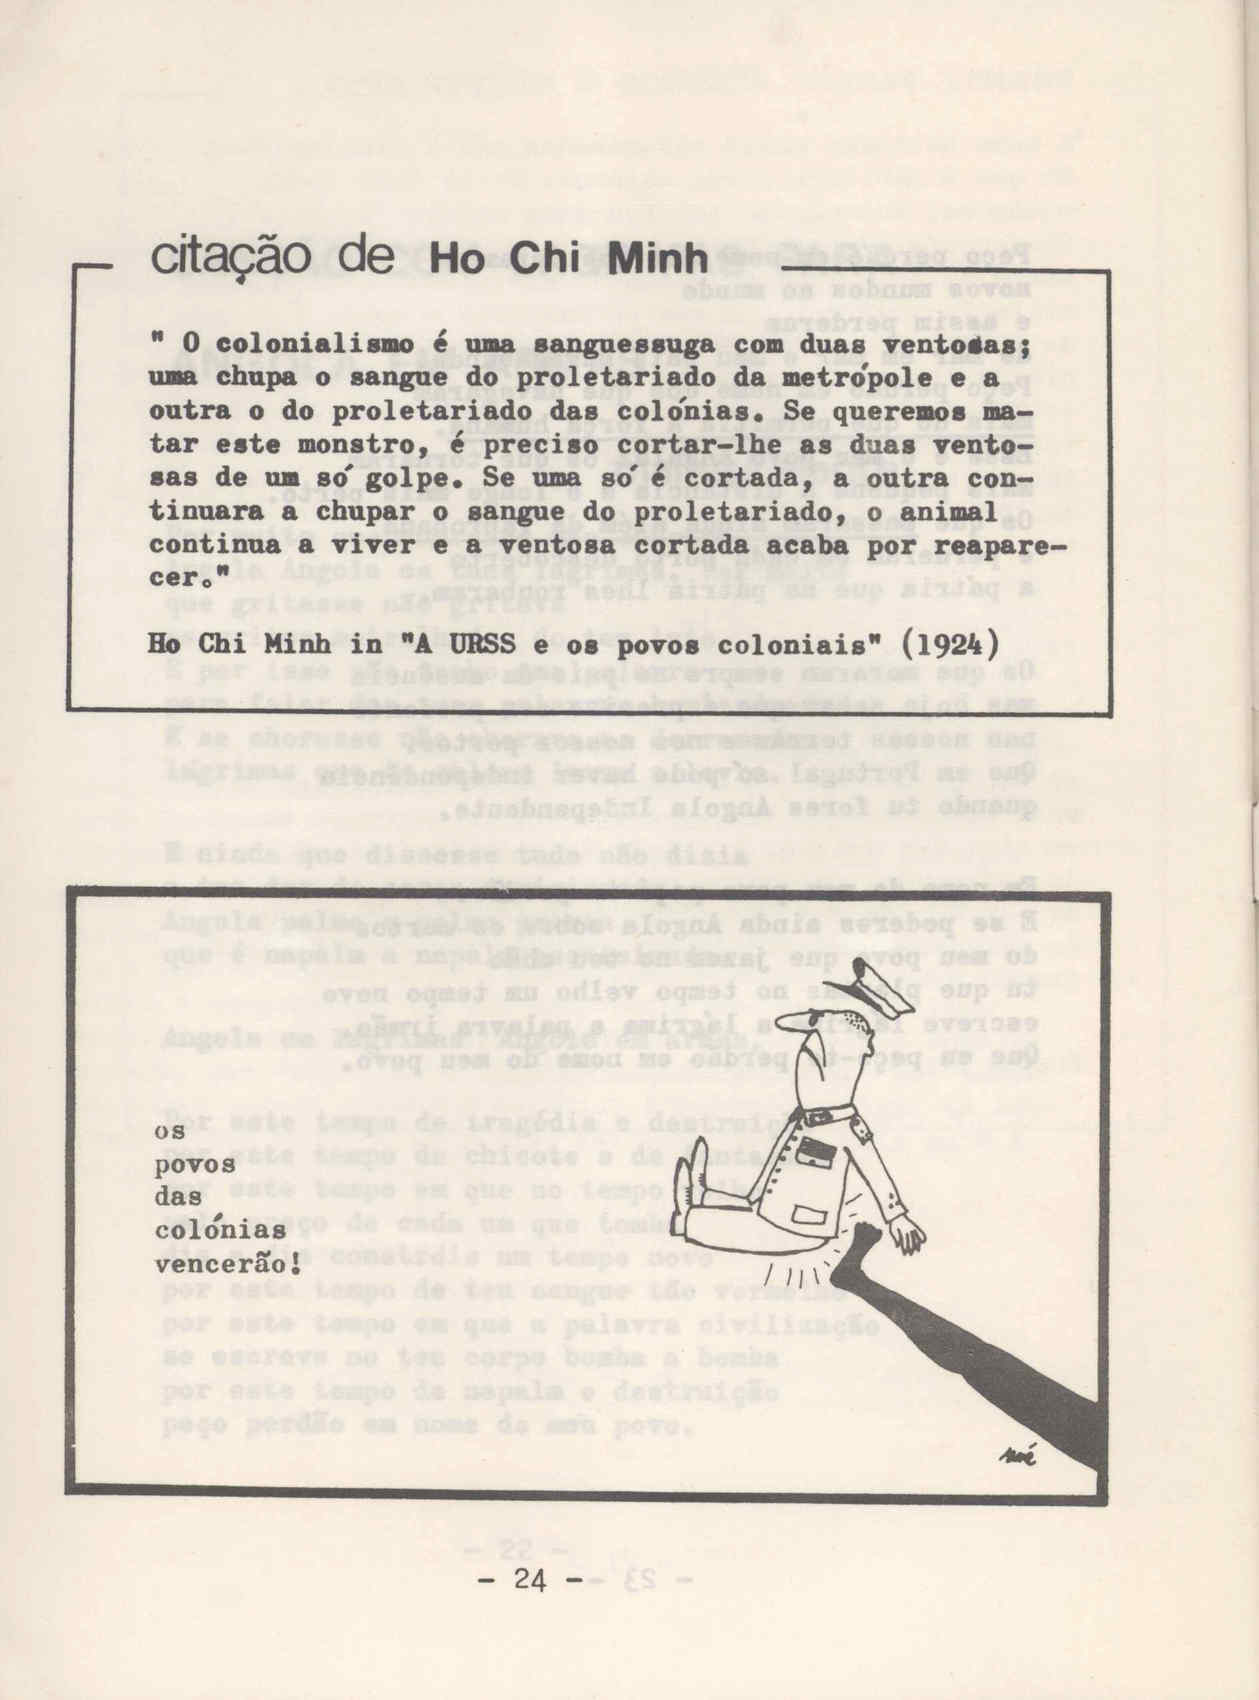 citação de Ho Chi Minh
" O colonialismo é uma sanguessuga com duas ventosas;
uma chupa o sangue do proletariado da metrópole e a
outra o do proletariado das colónias. Se queremos ma-
tar este monstro, é preciso cortar-lhe as duas vento-
sas de um só golpe. Se uma só é cortada, a outra con-
tinuara a chupar o sangue do proletariado, o animal
continua a viver e a ventosa cortada acaba por reapare-
cer."
Ho Chi Minh in "A URSS e os povos coloniais" (1924)
os
povos
das
colónias
vencerão!
- 24 -